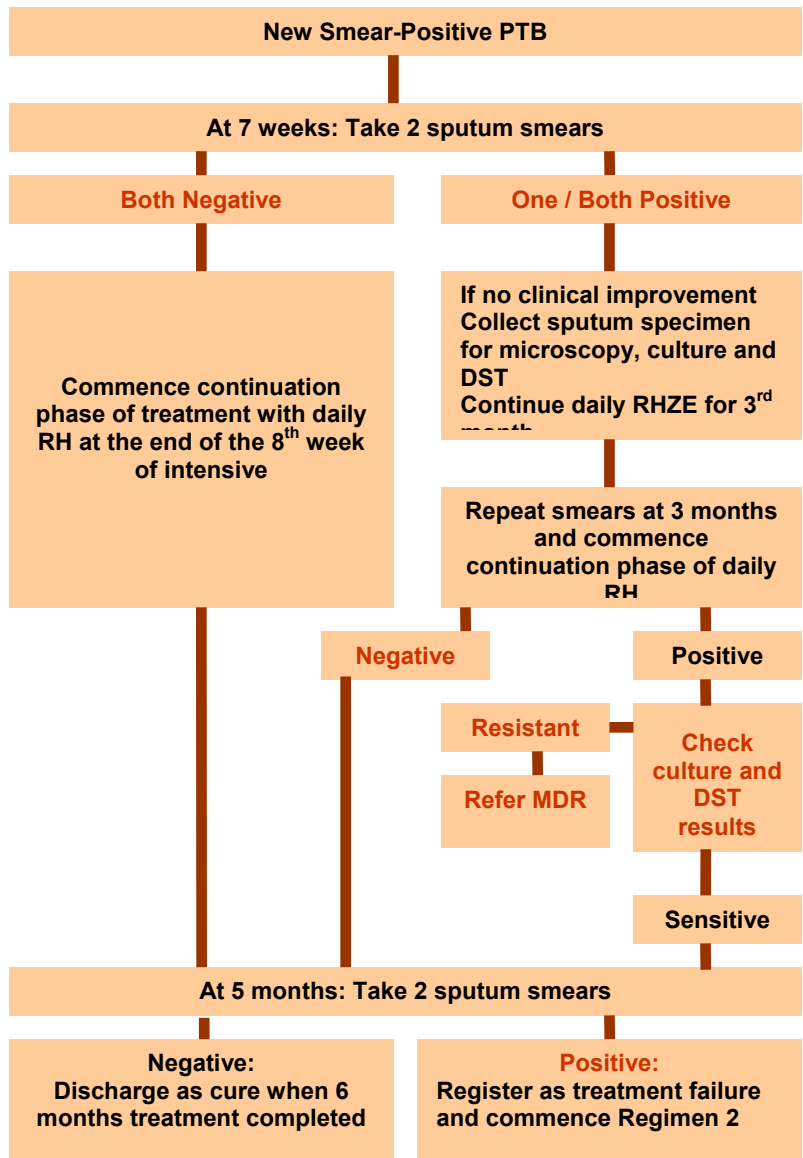 New Smear-Positive PTB
At 7 weeks: Take 2 sputum smears
Both Negative
One / Both Positive
Commence continuation
phase of treatment with daily
RH at the end of the 8th week
of intensive
If no clinical improvement
Collect sputum specimen
for microscopy, culture and
DST
Continue daily RHZE for 3rd
month
Repeat smears at 3 months
and commence
continuation phase of daily
RH
Negative
Positive
Resistant
Refer MDR
Check
culture and
DST
results
Sensitive
At 5 months: Take 2 sputum smears
Negative:
Discharge as cure when 6
months treatment completed
Positive:
Register as treatment failure
and commence Regimen 2